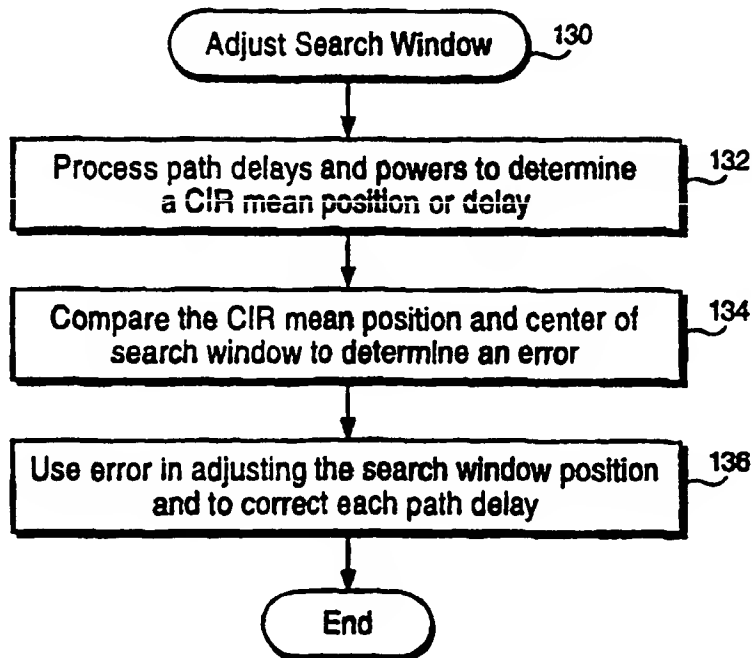 Adjust Search Window
130
Process path delays and powers to determine
a CIR mean position or delay
132
Compare the CIR mean position and center of
search window to determine an error
134
Use error in adjusting the search window position
and to correct each path delay
136
End